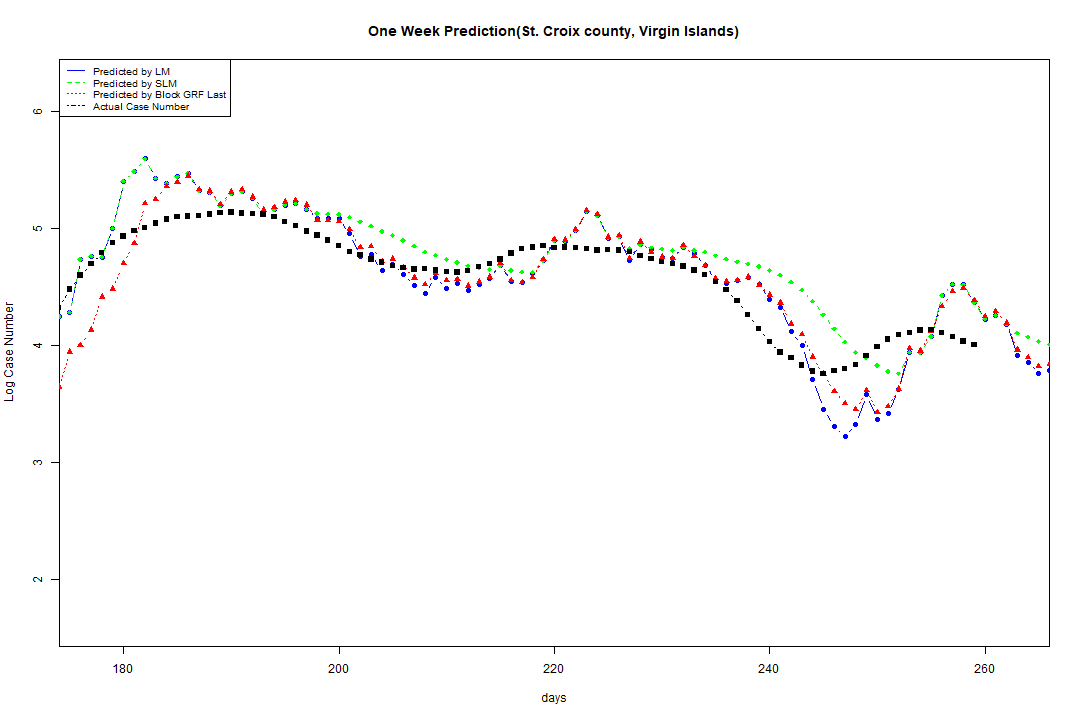 One Week Prediction(St. Croix county, Virgin Islands)
Predicted by LM
Predicted by SLM
Predicted by Block GRF Last
Actual Case Number
Log Case Number
6
5
4
3
2
180 200 220 240 260
days